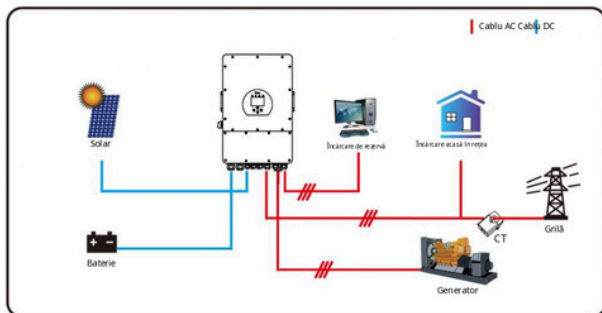 Cablu AC Cablu DC
Solar
Încărcare de rezervă
Încărcare acasă în rețea
CT
Grilă
Baterie
Generator